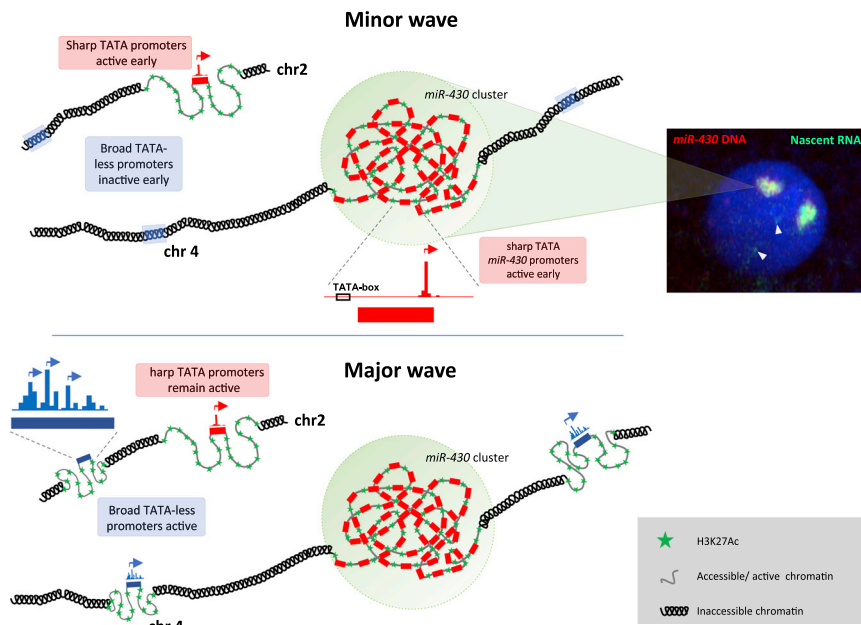 Minor wave
Sharp TATA promoters
active early
chr2
miR-430 cluster
Broad TATA-
less promoters
inactive early
miR-430 DNA
Nascent RNA
chr 4
sharp TATA
miR-430 promoters
active early
TATA-box
Major wave
harp TATA promoters
remain active
chr2
miR-430 cluster
Broad TATA-less
promoters active
H3K27Ac
Accessible/ active chromatin
Inaccessible chromatin
chr 4